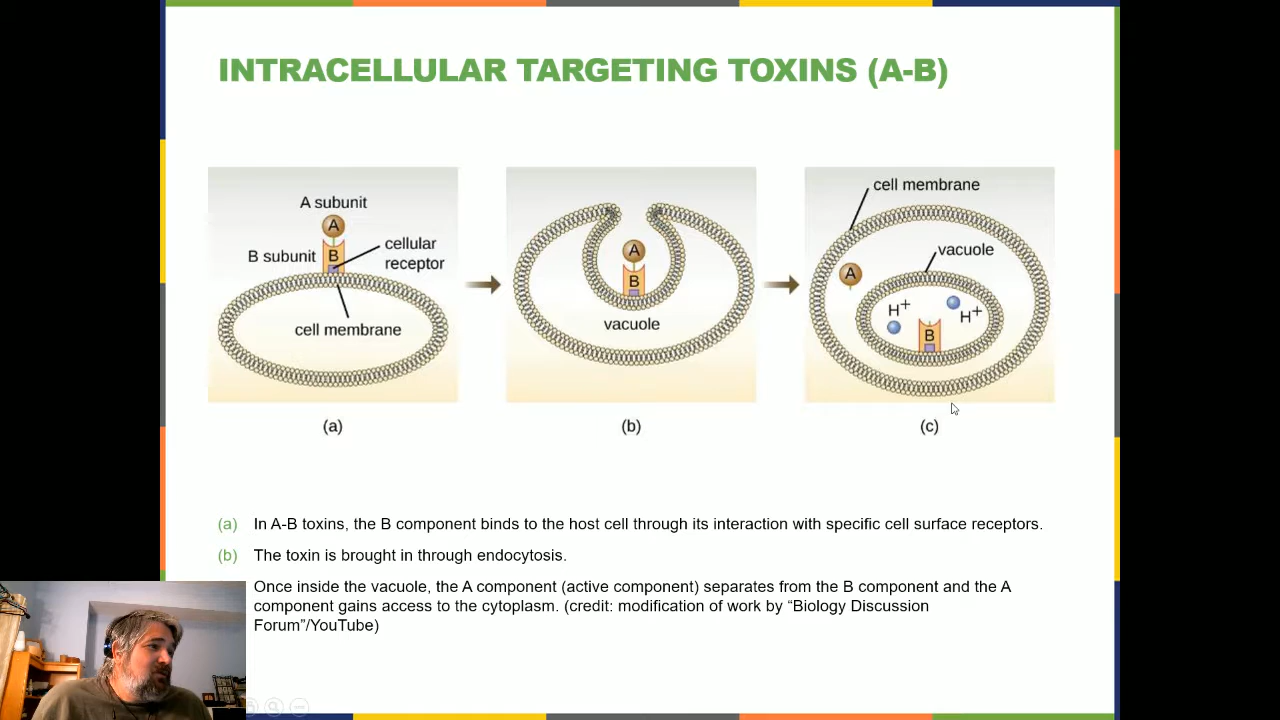 INTRACELLULAR TARGETING TOXINS (A-B)
A subunit
A
B subunit
B
cellular
receptor
cell membrane
(a)
A
B
vacuole
(b)
cell membrane
vacuole
A
H+
H+
B
(c)
(a) In A-B toxins, the B component binds to the host cell through its interaction with specific cell surface receptors.
(b) The toxin is brought in through endocytosis.
Once inside the vacuole, the A component (active component) separates from the B component and the A
component gains access to the cytoplasm. (credit: modification of work by “Biology Discussion
Forum”/YouTube)